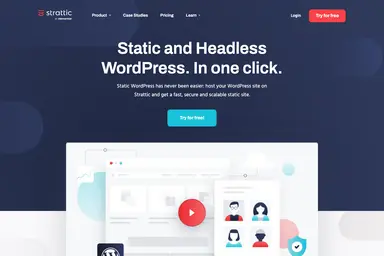 strattic
Product
Case Studies
Pricing
Learn
Login
Try for free
Static and Headless
WordPress. In one click.
Static WordPress has never been easier: host your WordPress site on
Strattic and get a fast, secure and scalable static site.
Try for free!